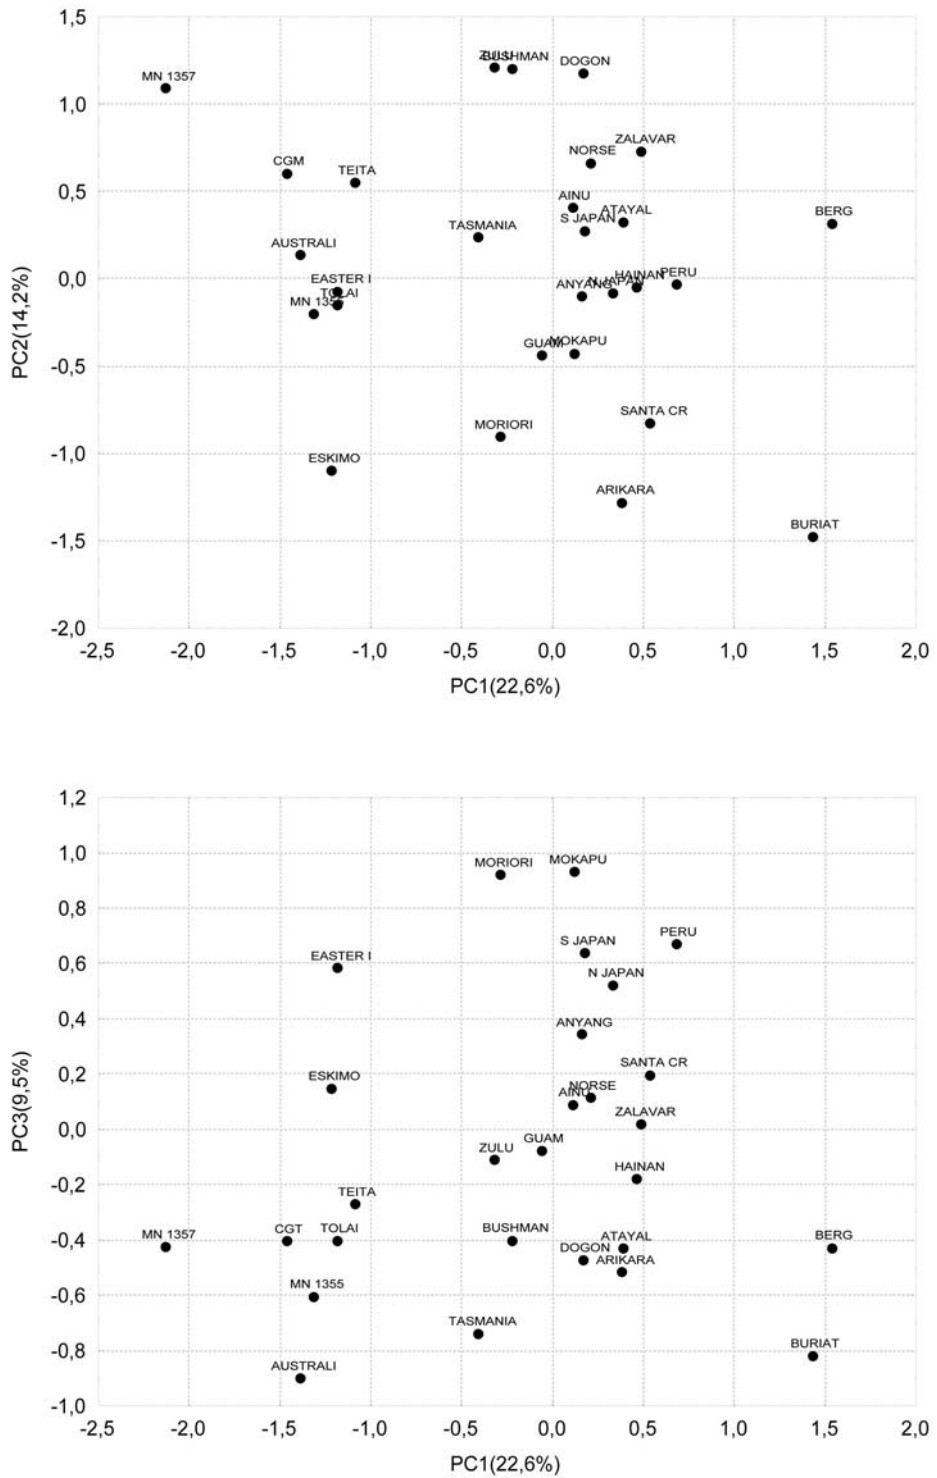 1,5
ZULU
BUSHMAN
DOGON
MN 1357
1,0
ZALAVAR
NORSE
CGM
TEITA
0,5
AINU
ATAYAL
BERG
S JAPAN
TASMANIA
AUSTRALI
0,0
EASTER I
HAINAN
PERU
TOLAI
ANYANG
N JAPAN
MN 135
GUAM
MOKAPU
-0,5
SANTA CR
MORIORI
-1,0
ESKIMO
ARIKARA
-1,5
BURIAT
-2,0
PC2(14,2%)
-2,5 -2,0 -1,5 -1,0 -0,5 0,0 0,5 1,0 1,5 2,0
PC1(22,6%)
1,2
1,0
MORIORI
MOKAPU
0,8
PERU
S JAPAN
0,6
EASTER I
N JAPAN
0,4
ANYANG
SANTA CR
0,2
ESKIMO
NORSE
AINU
ZALAVAR
0,0
GUAM
ZULU
HAINAN
-0,2
TEITA
MN 1357
CGT
TOLAI
BUSHMAN
ATAYAL
BERG
-0,4
DOGON
ARIKARA
MN 1355
-0,6
TASMANIA
BURIAT
-0,8
AUSTRALI
-1,0
PC3(9,5%)
-2,5 -2,0 -1,5 -1,0 -0,5 0,0 0,5 1,0 1,5 2,0
PC1(22,6%)